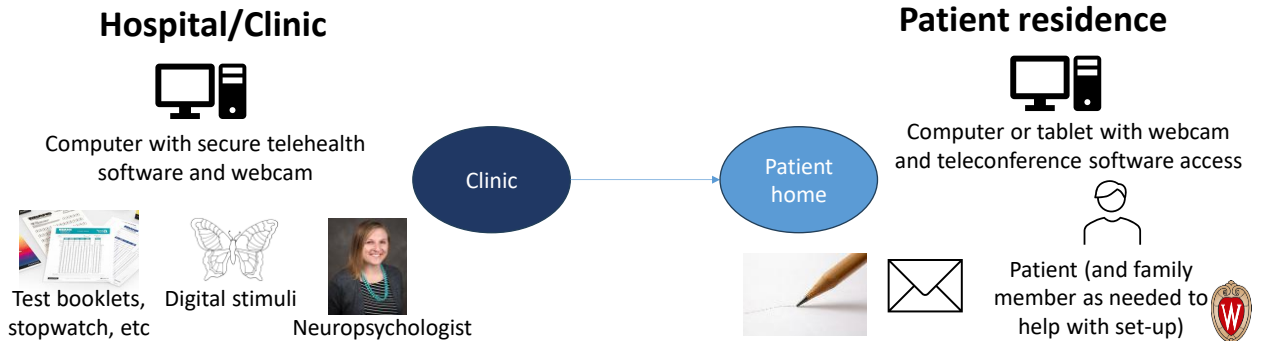 Hospital/Clinic
Patient residence
Computer with secure telehealth
software and webcam
Clinic
Patient
home
Computer or tablet with webcam
and teleconference software access
Test booklets,
stopwatch, etc
Digital stimuli
Neuropsychologist
Patient (and family
member as needed to
help with set-up)
W